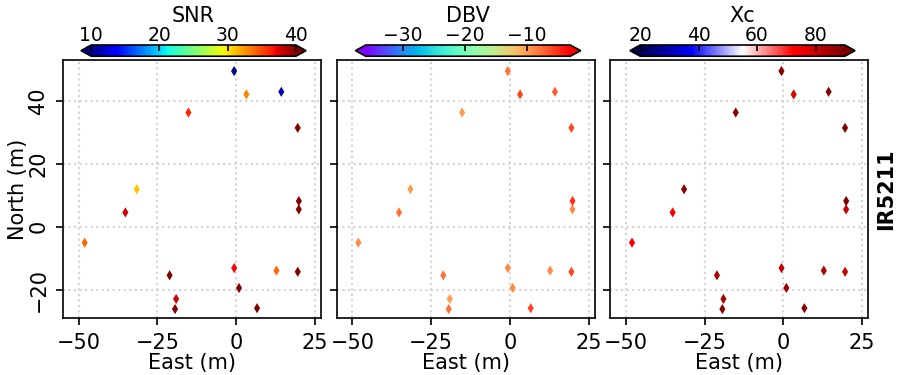 SNR DBV Xc
10 20 30 40 −30 −20 −10 20 40 60 80
40
20
0
−20
North (m)
IR5211
−50 −25 0 25 −50 −25 0 25 −50 −25 0 25
East (m) East (m) East (m)